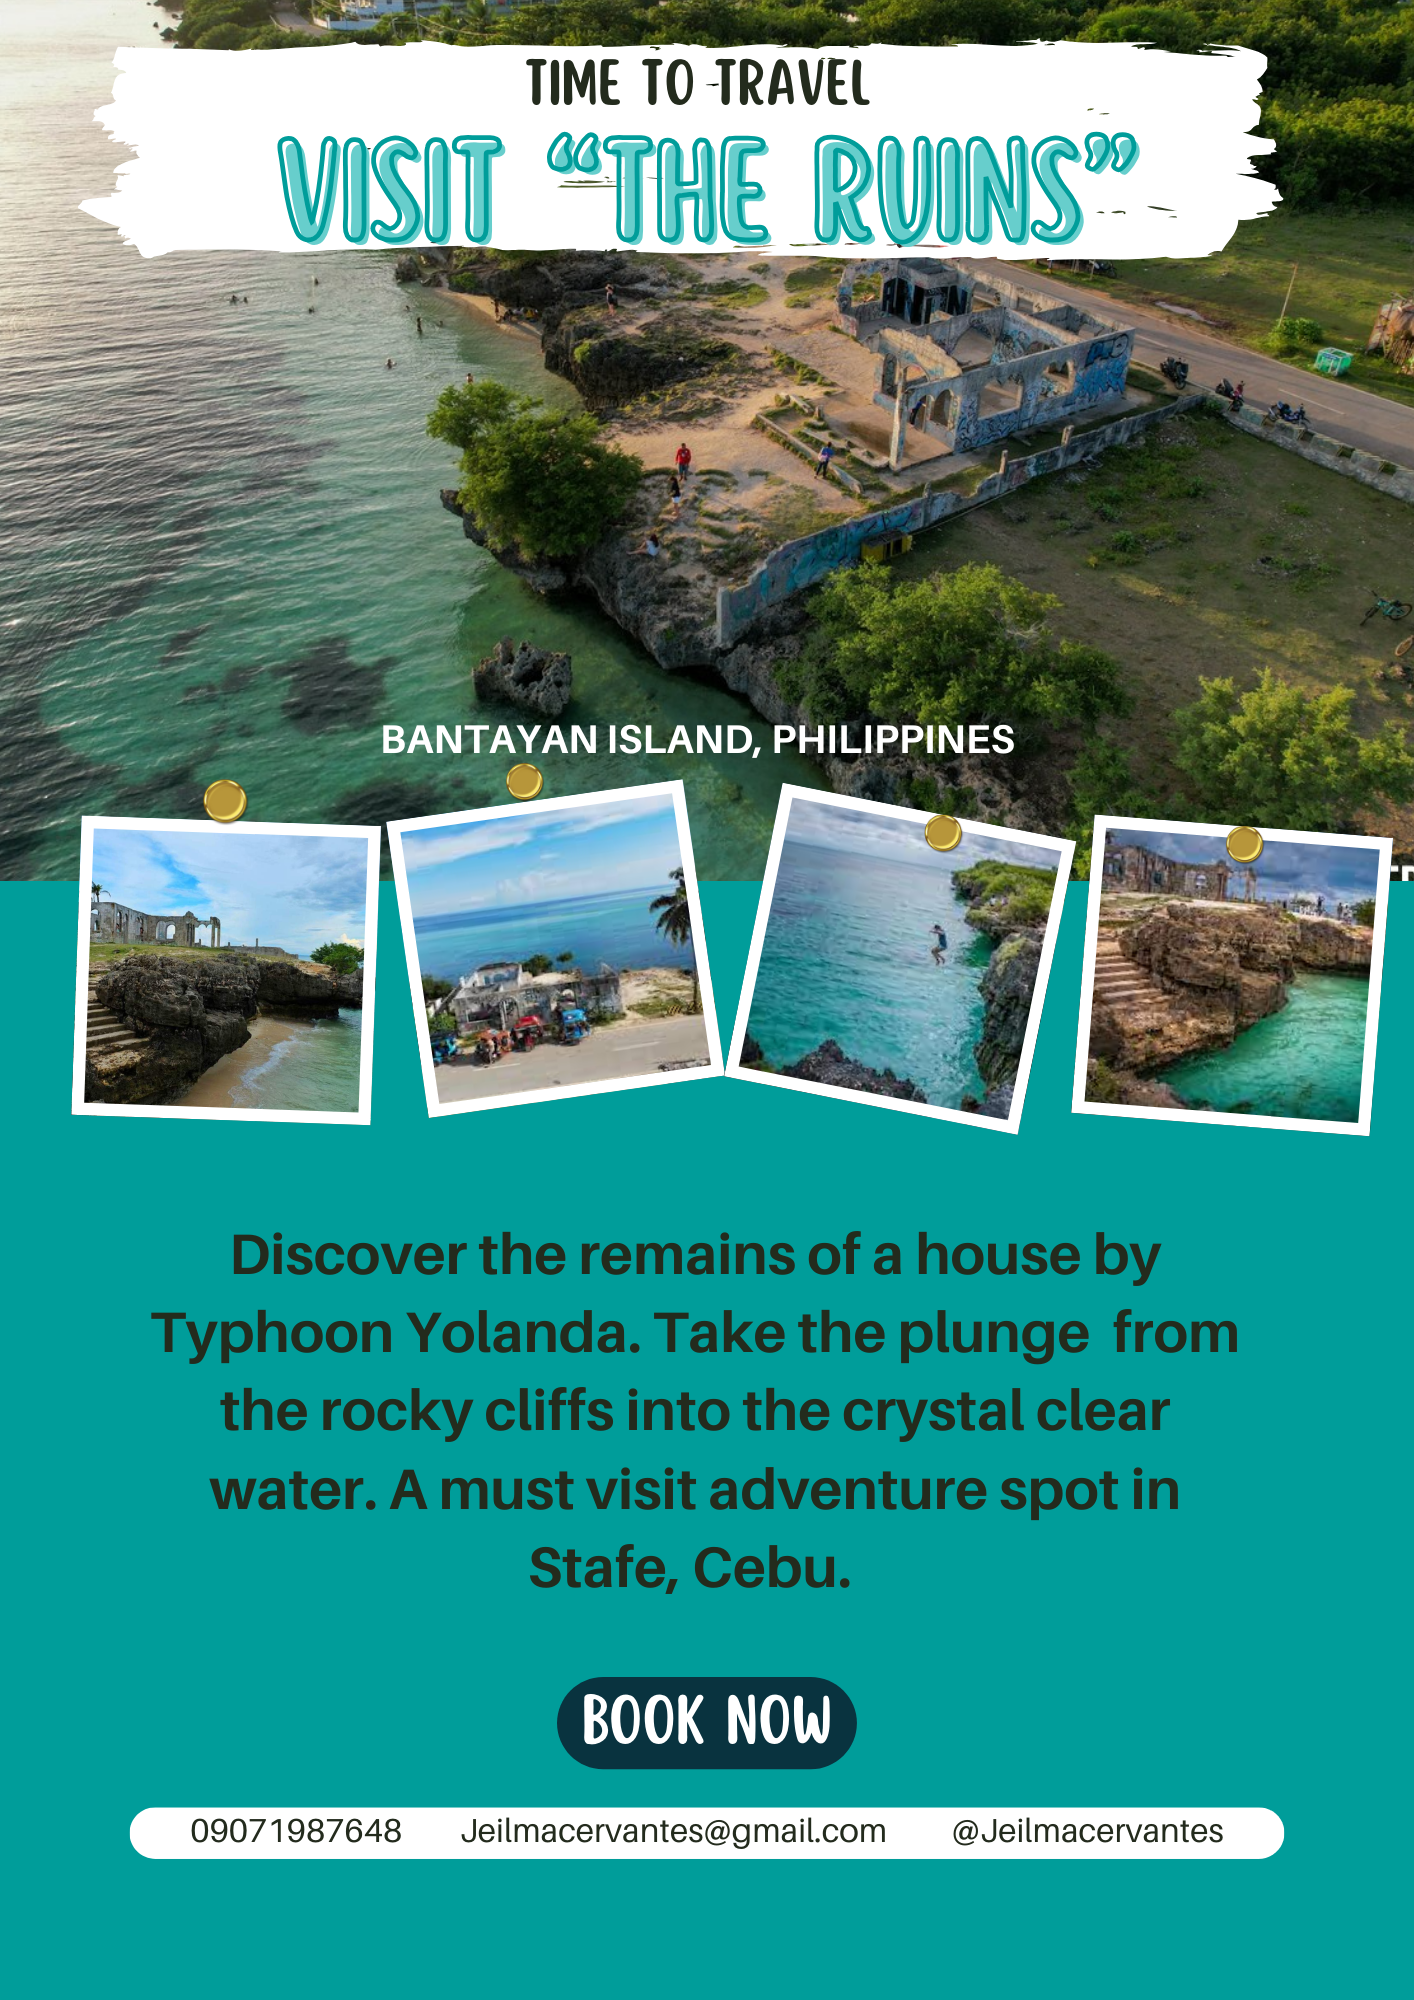 TIME TO TRAVEL
VISIT “THE RUINS”
BANTAYAN ISLAND, PHILIPPINES
Discover the remains of a house by
Typhoon Yolanda. Take the plunge from
the rocky cliffs into the crystal clear
water. A must visit adventure spot in
Stafe, Cebu.
BOOK NOW
09071987648 Jeilmacervantes@gmail.com @Jeilmacervantes